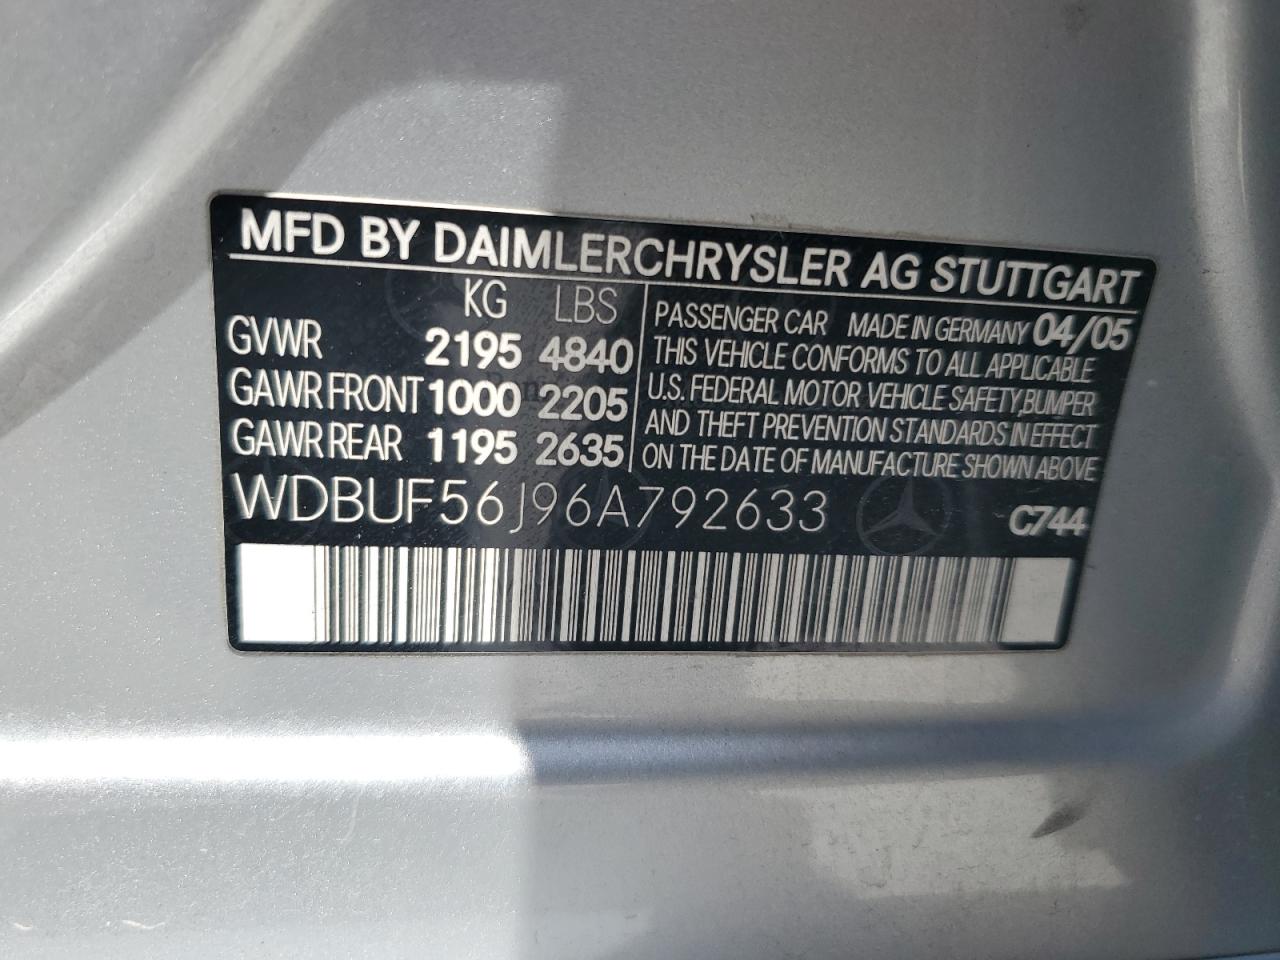 MFD BY DAIMLERCHRYSLER AG STUTTGART
KG LBS
GVWR 2195 4840
GAWR FRONT 1000 2205
GAWR REAR 1195 2635
PASSENGER CAR MADE IN GERMANY 04/05
THIS VEHICLE CONFORMS TO ALL APPLICABLE
U.S. FEDERAL MOTOR VEHICLE SAFETY,BUMPER
AND THEFT PREVENTION STANDARDS IN EFFECT
ON THE DATE OF MANUFACTURE SHOWN ABOVE
WDBUF56J96A792633
C744